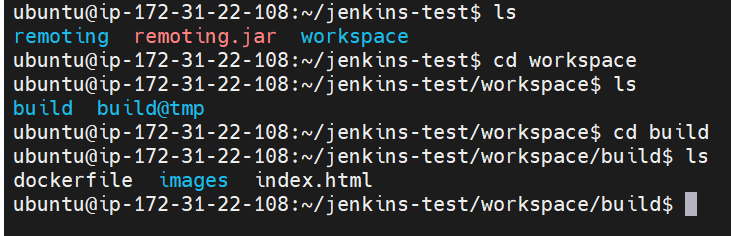 ubuntu@ip-172-31-22-108:~/jenkins-test$ ls
remoting  remoting.jar  workspace
ubuntu@ip-172-31-22-108:~/jenkins-test$ cd workspace
ubuntu@ip-172-31-22-108:~/jenkins-test/workspace$ ls
build  build@tmp
ubuntu@ip-172-31-22-108:~/jenkins-test/workspace$ cd build
ubuntu@ip-172-31-22-108:~/jenkins-test/workspace/build$ ls
dockerfile  images  index.html
ubuntu@ip-172-31-22-108:~/jenkins-test/workspace/build$